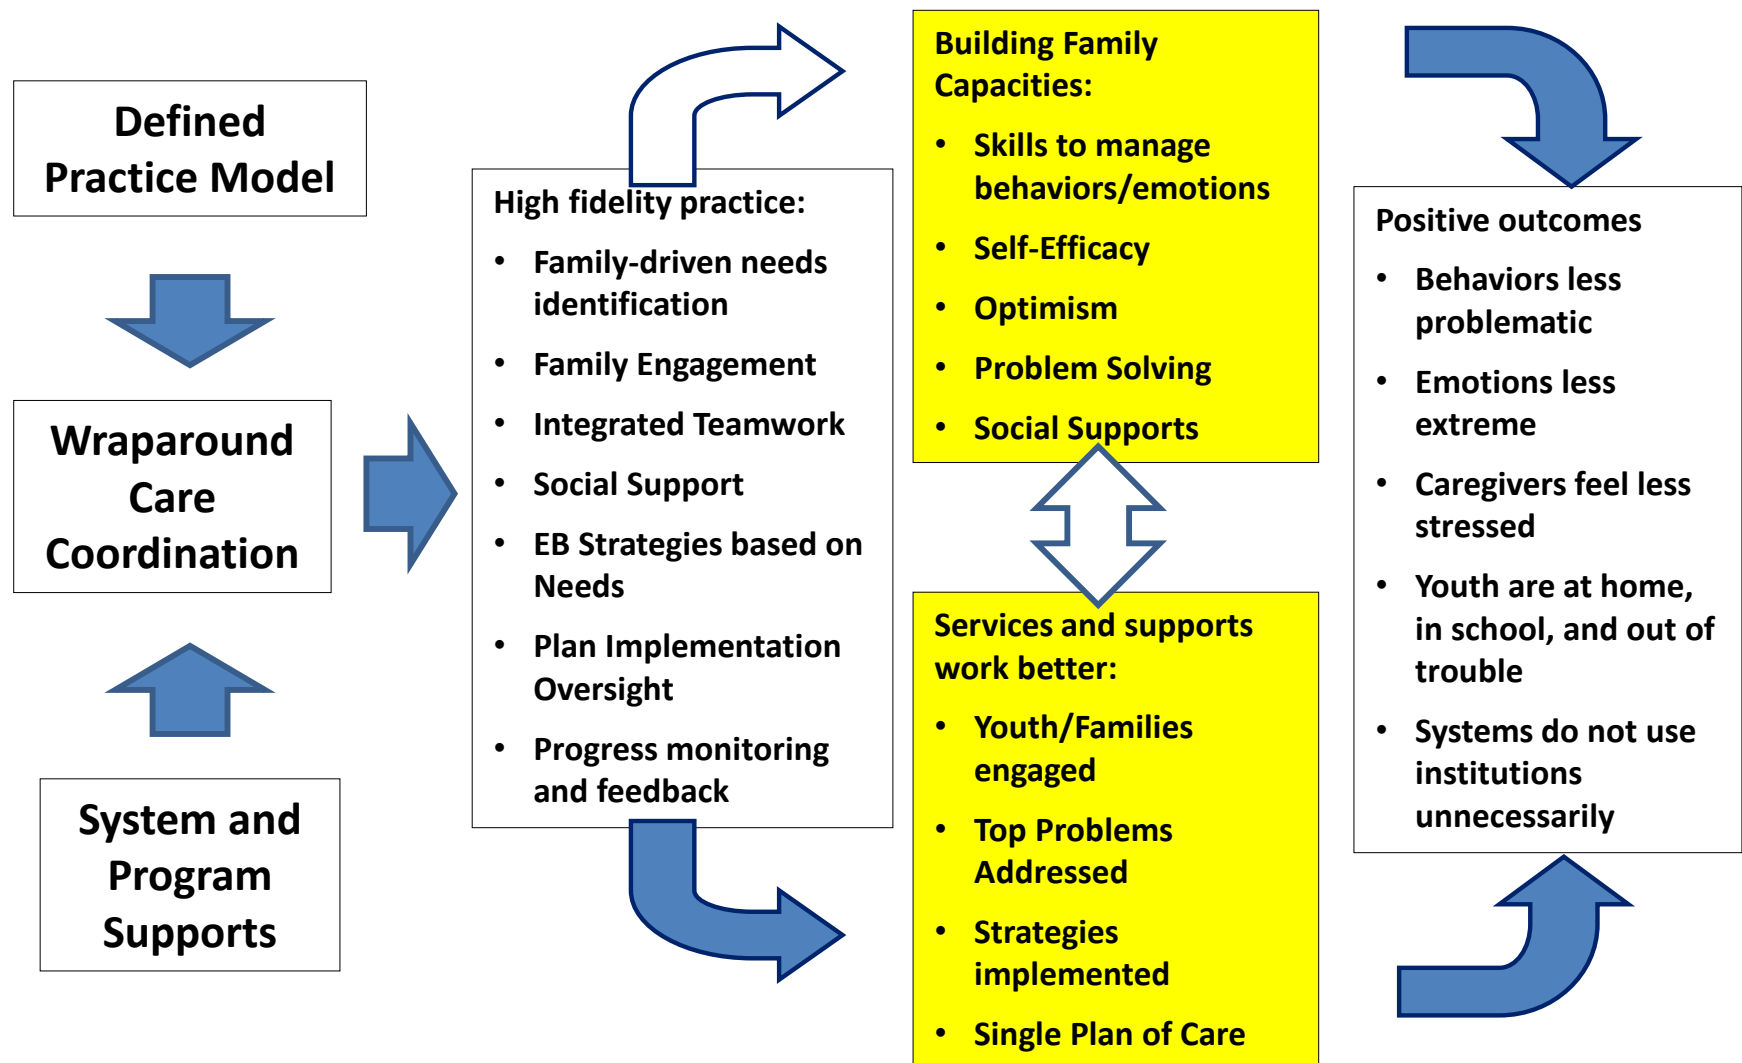 Defined
Practice Model
Wraparound
Care
Coordination
System and
Program
Supports
High fidelity practice:
• Family-driven needs
identification
• Family Engagement
• Integrated Teamwork
• Social Support
• EB Strategies based on
Needs
• Plan Implementation
Oversight
• Progress monitoring
and feedback
Building Family
Capacities:
• Skills to manage
behaviors/emotions
• Self-Efficacy
• Optimism
• Problem Solving
• Social Supports
Services and supports
work better:
• Youth/Families
engaged
• Top Problems
Addressed
• Strategies
implemented
• Single Plan of Care
Positive outcomes
• Behaviors less
problematic
• Emotions less
extreme
• Caregivers feel less
stressed
• Youth are at home,
in school, and out of
trouble
• Systems do not use
institutions
unnecessarily